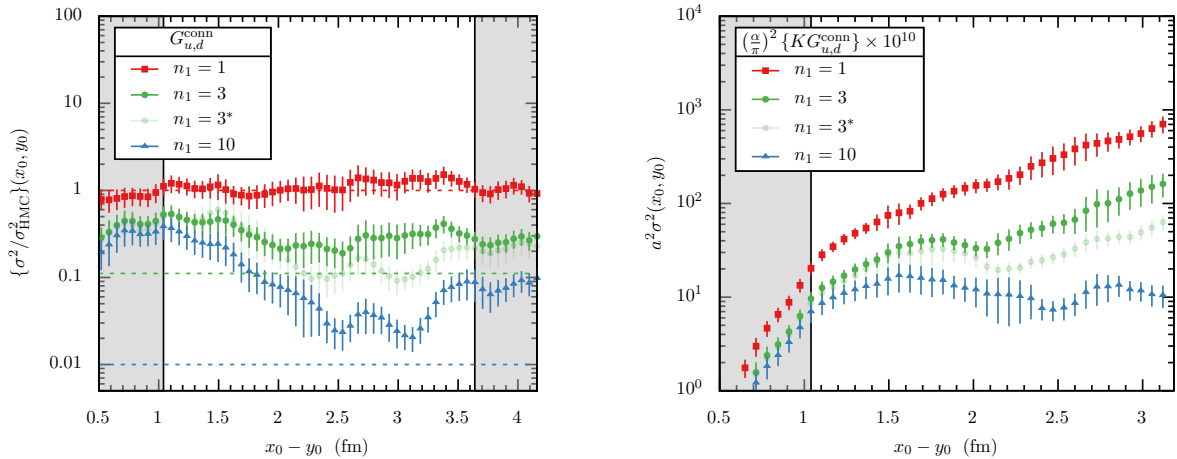 100
10
1
0.1
0.01
{σ²/σ²_HMC}(x₀, y₀)
G^conn_u,d
n₁ = 1
n₁ = 3
n₁ = 3*
n₁ = 10
0.5 1 1.5 2 2.5 3 3.5 4
x₀ − y₀ (fm)
10⁴
10³
10²
10¹
10⁰
a²σ²(x₀, y₀)
(α/π)² {KG^conn_u,d} × 10¹⁰
n₁ = 1
n₁ = 3
n₁ = 3*
n₁ = 10
0.5 1 1.5 2 2.5 3
x₀ − y₀ (fm)